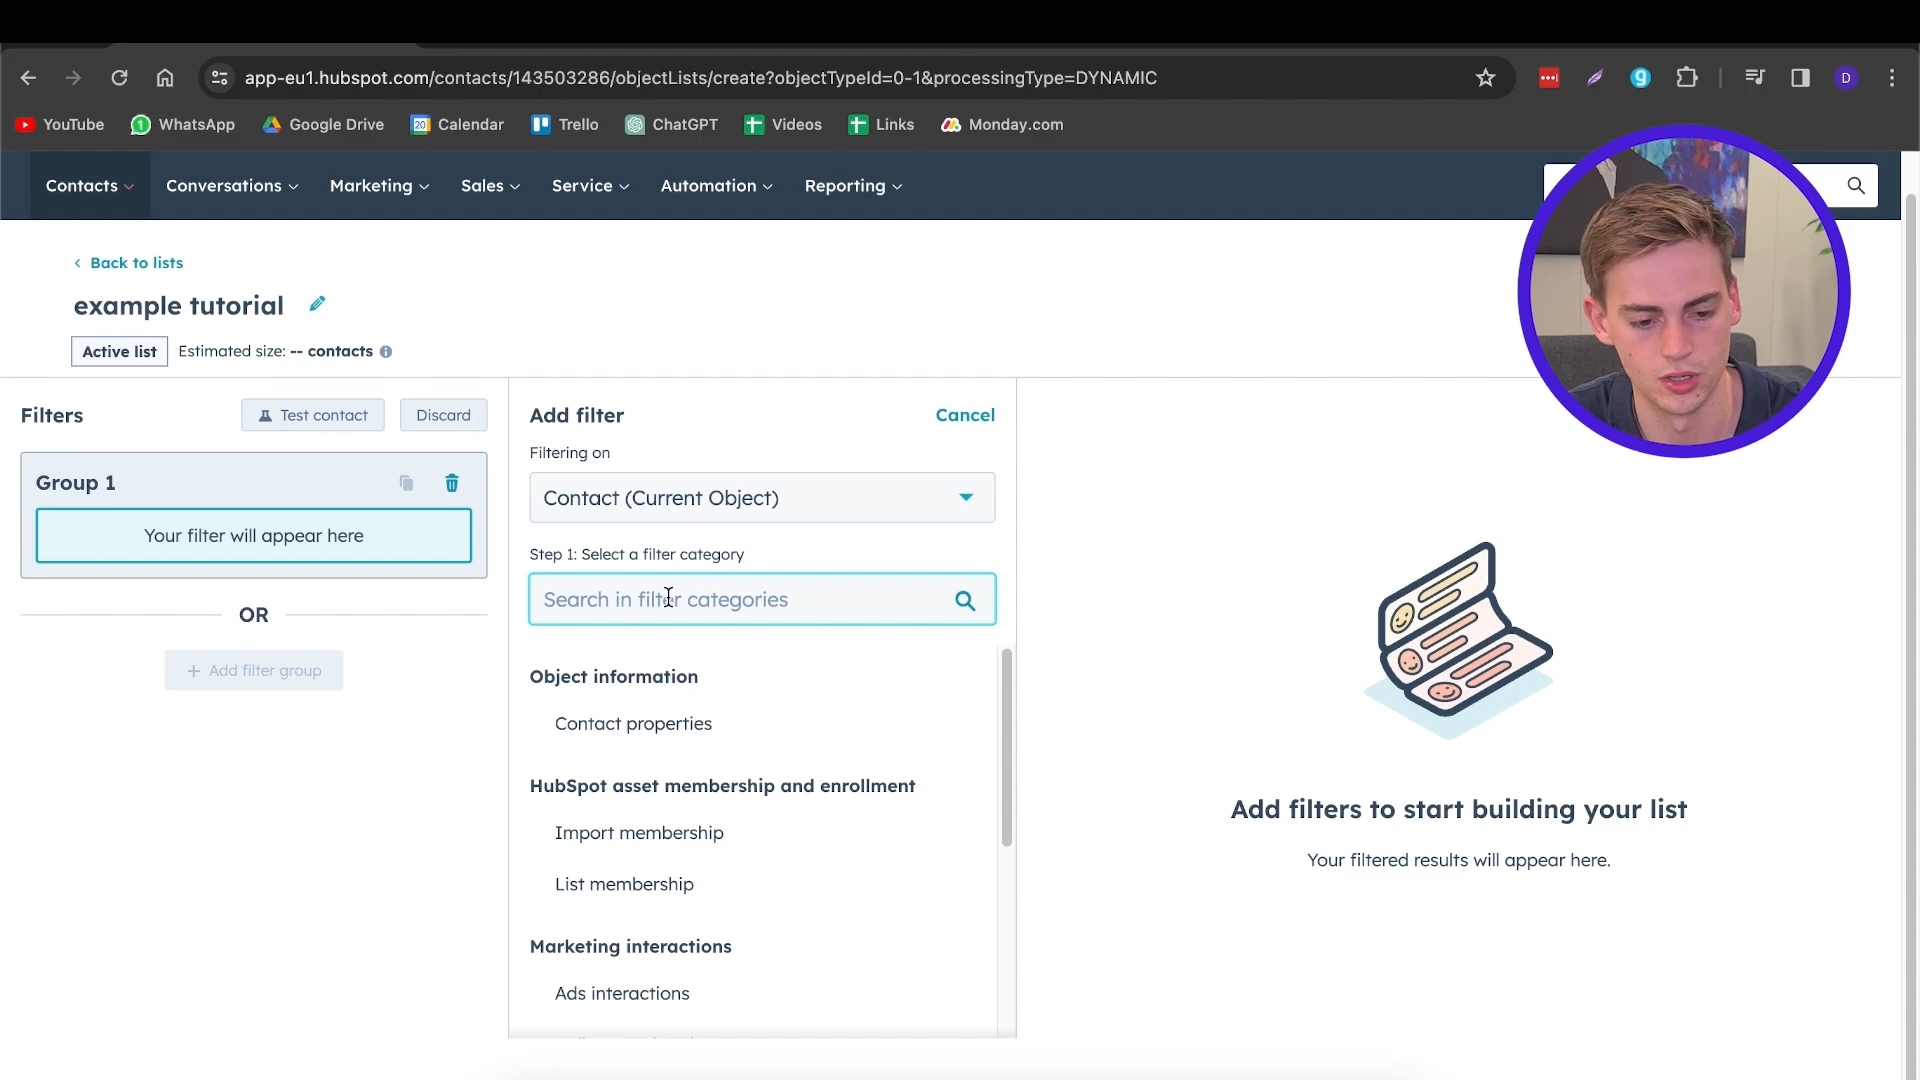 app-eu1.hubspot.com/contacts/143503286/objectLists/create?objectTypeId=0-1&processingType=DYNAMIC
D
YouTube WhatsApp Google Drive Calendar Trello ChatGPT Videos Links Monday.com
Contacts Conversations Marketing Sales Service Automation Reporting
Back to lists
example tutorial
Active list Estimated size: -- contacts
Filters Test contact Discard
Group 1
Your filter will appear here
OR
+ Add filter group
Add filter Cancel
Filtering on
Contact (Current Object)
Step 1: Select a filter category
Search in filter categories
Object information
Contact properties
HubSpot asset membership and enrollment
Import membership
List membership
Marketing interactions
Ads interactions
Add filters to start building your list
Your filtered results will appear here.